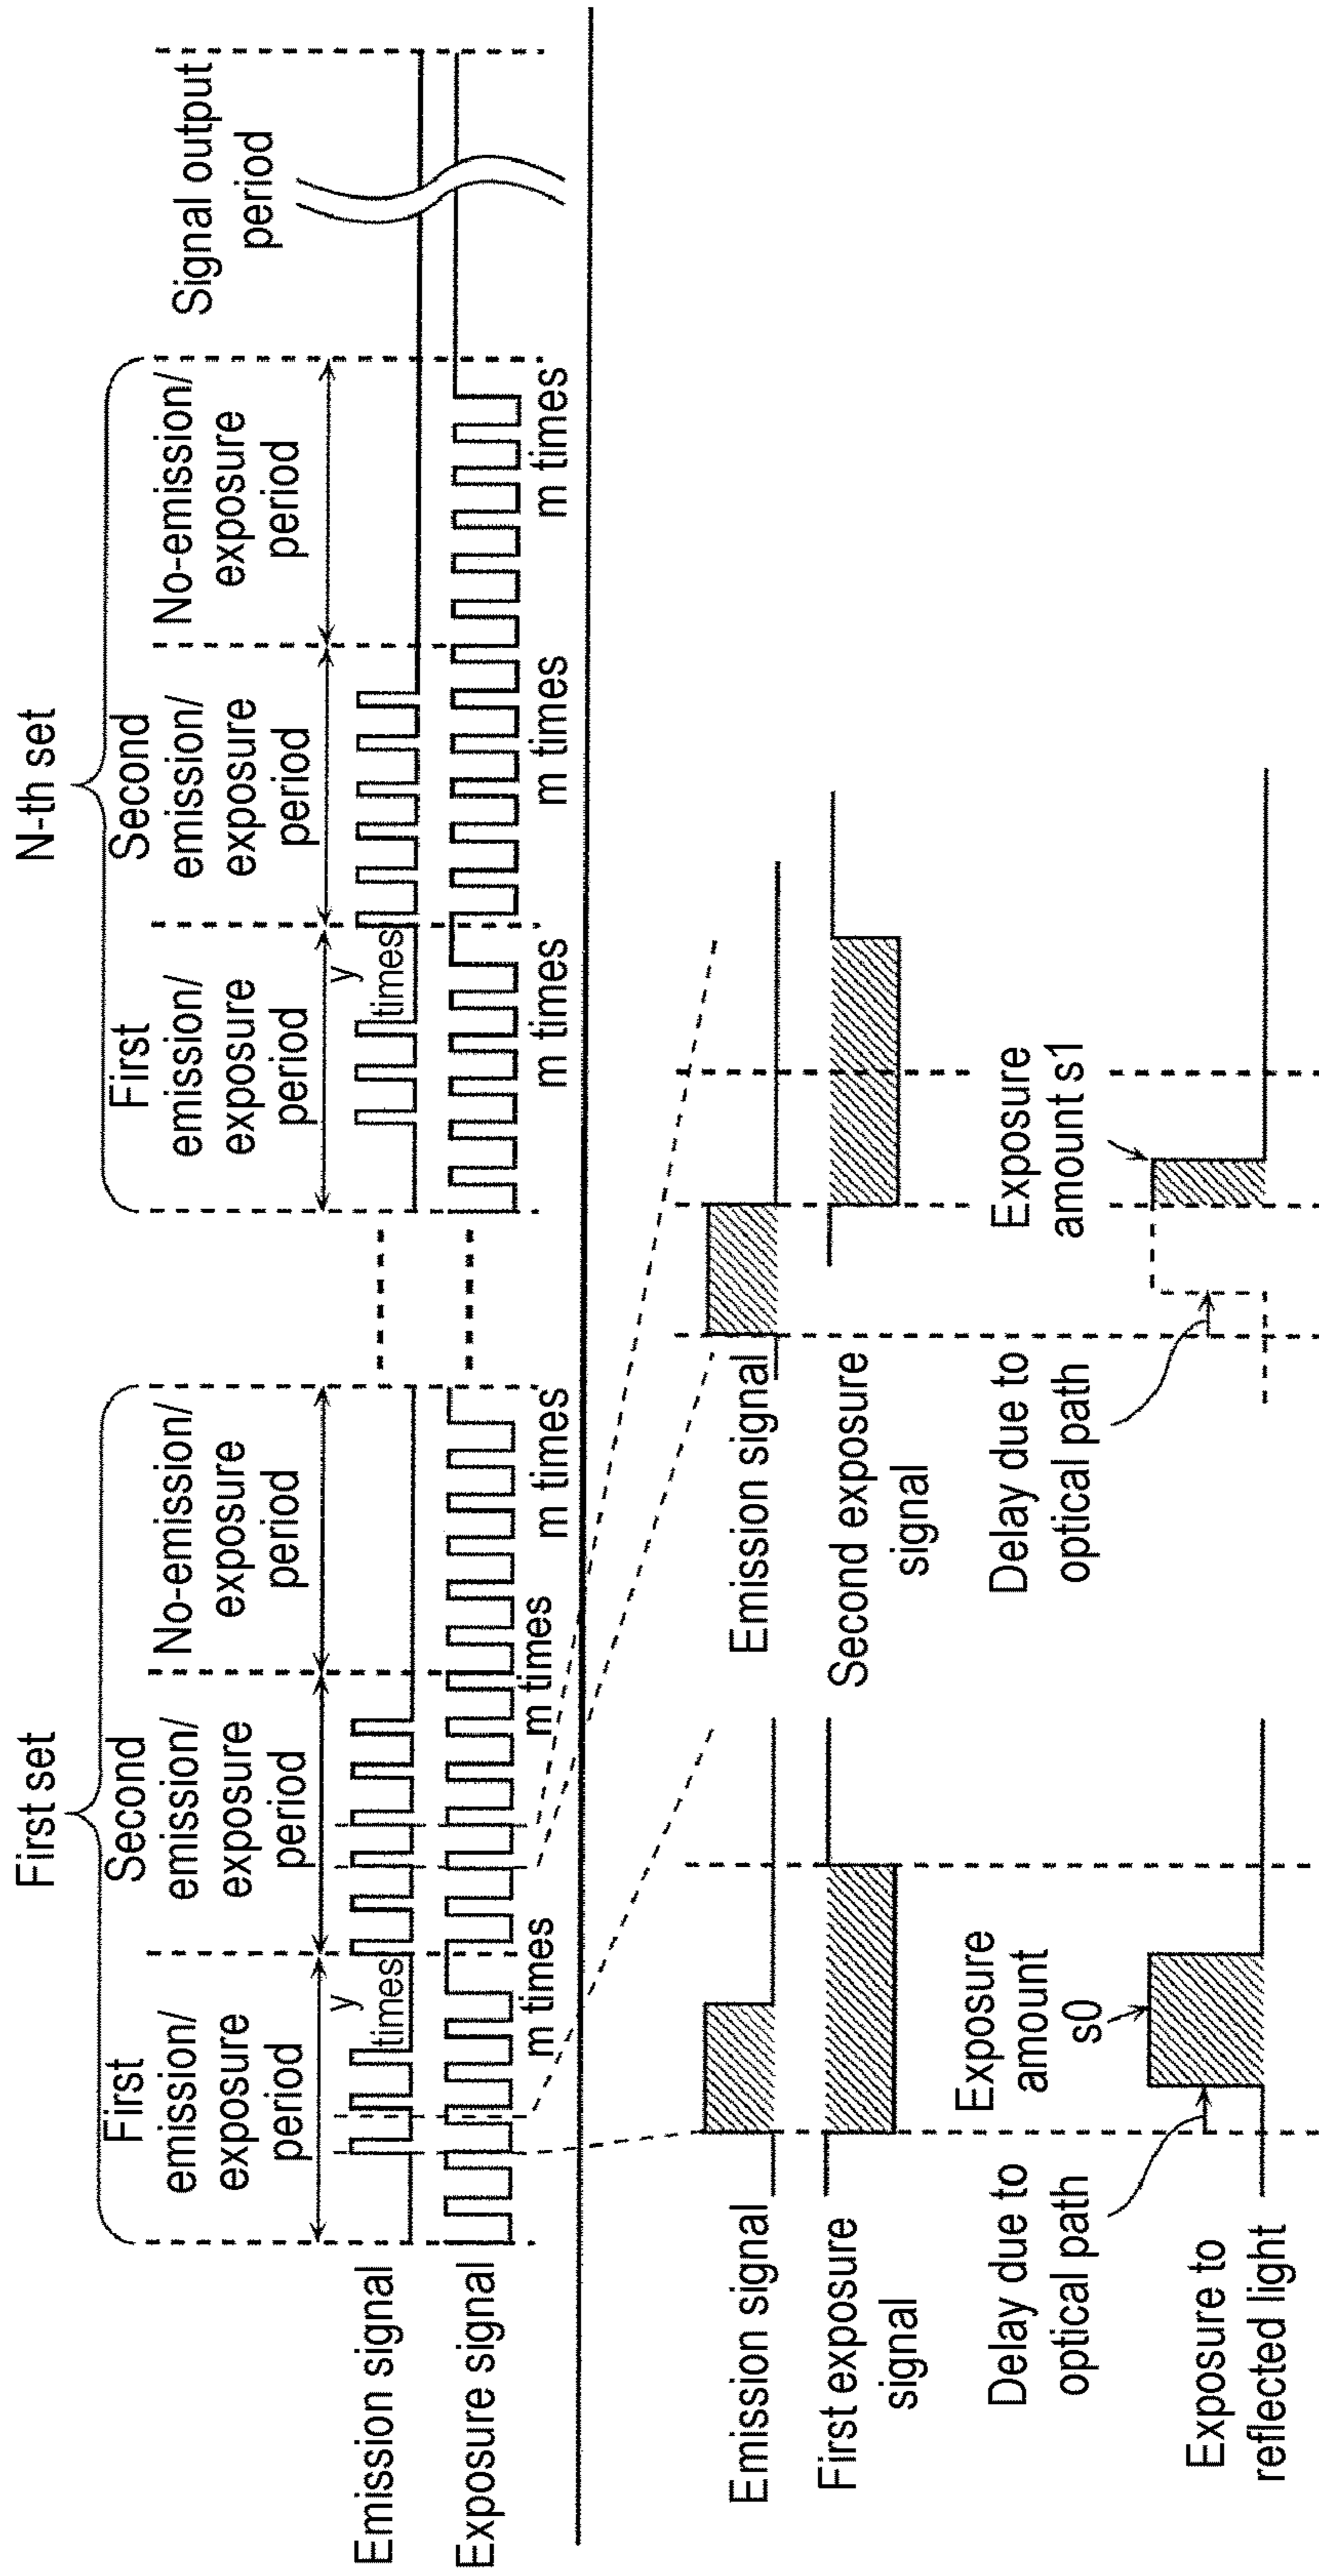 First set
N-th set
First
emission/
exposure
period
Second
emission/
exposure
period
No-emission/
exposure
period
First
emission/
exposure
period
Second
emission/
exposure
period
No-emission/
exposure
period
Signal output
period
Emission signal
y
times
y
times
Exposure signal
m times
m times
m times
m times
m times
m times
Emission signal
First exposure
signal
Exposure
amount
s0
Delay due to
optical path
Exposure to
reflected light
Emission signal
Second exposure
signal
Exposure
amount s1
Delay due to
optical path